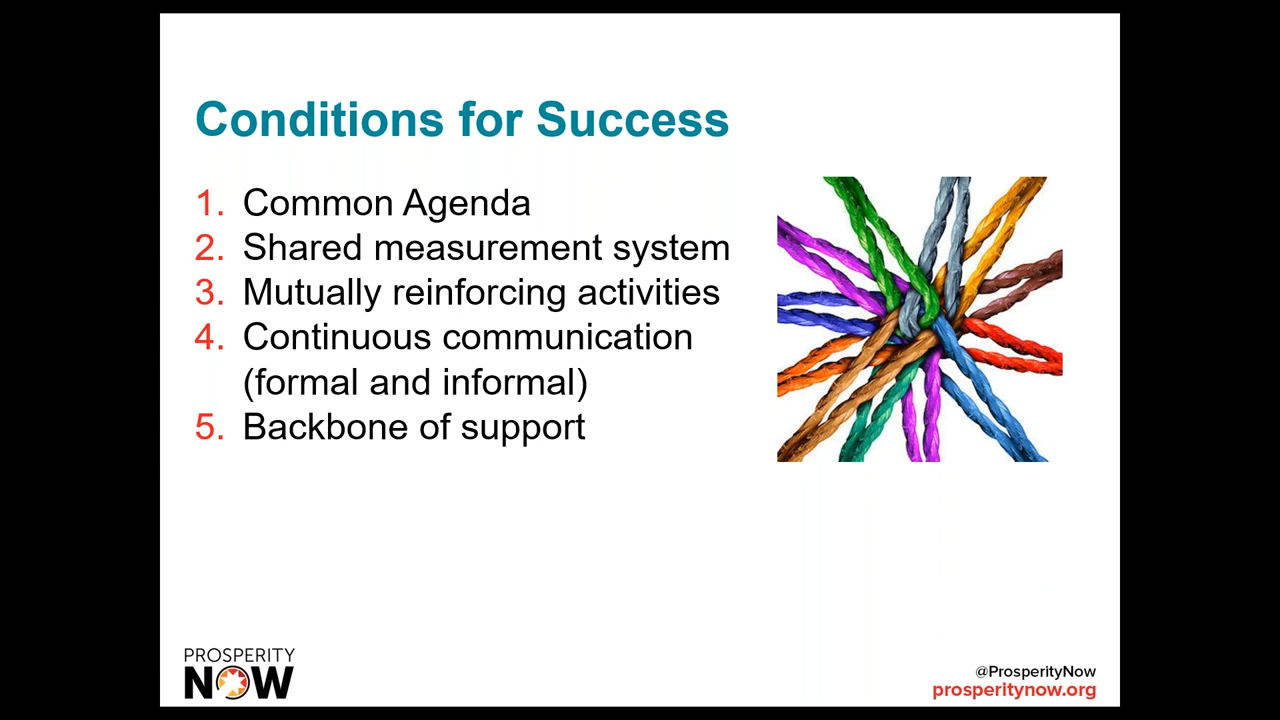 Conditions for Success
1. Common Agenda
2. Shared measurement system
3. Mutually reinforcing activities
4. Continuous communication
(formal and informal)
5. Backbone of support
PROSPERITY
NOW
@ProsperityNow
prosperitynow.org